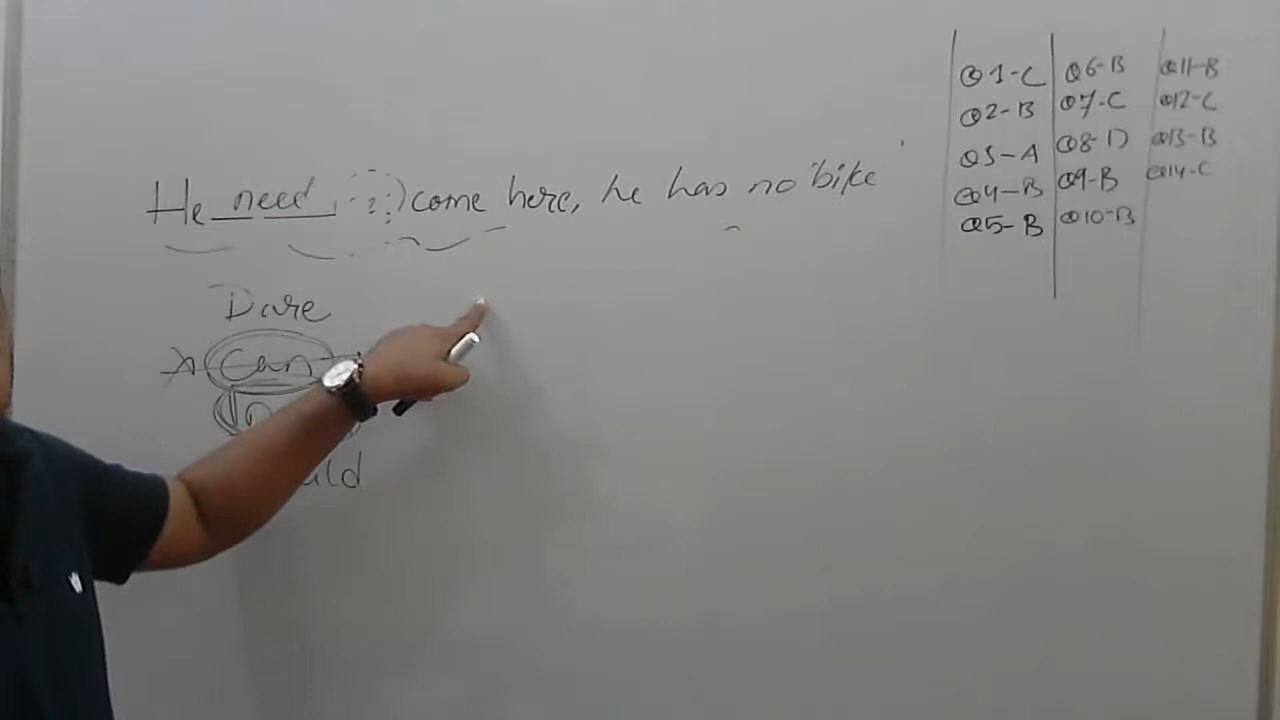 He need ? come here, he has no bike
Dare
Can
uld
Q1-C
Q2-B
Q3-A
Q4-B
Q5-B
Q6-B
Q7-C
Q8-D
Q9-B
Q10-B
Q11-B
Q12-C
Q13-B
Q14-C